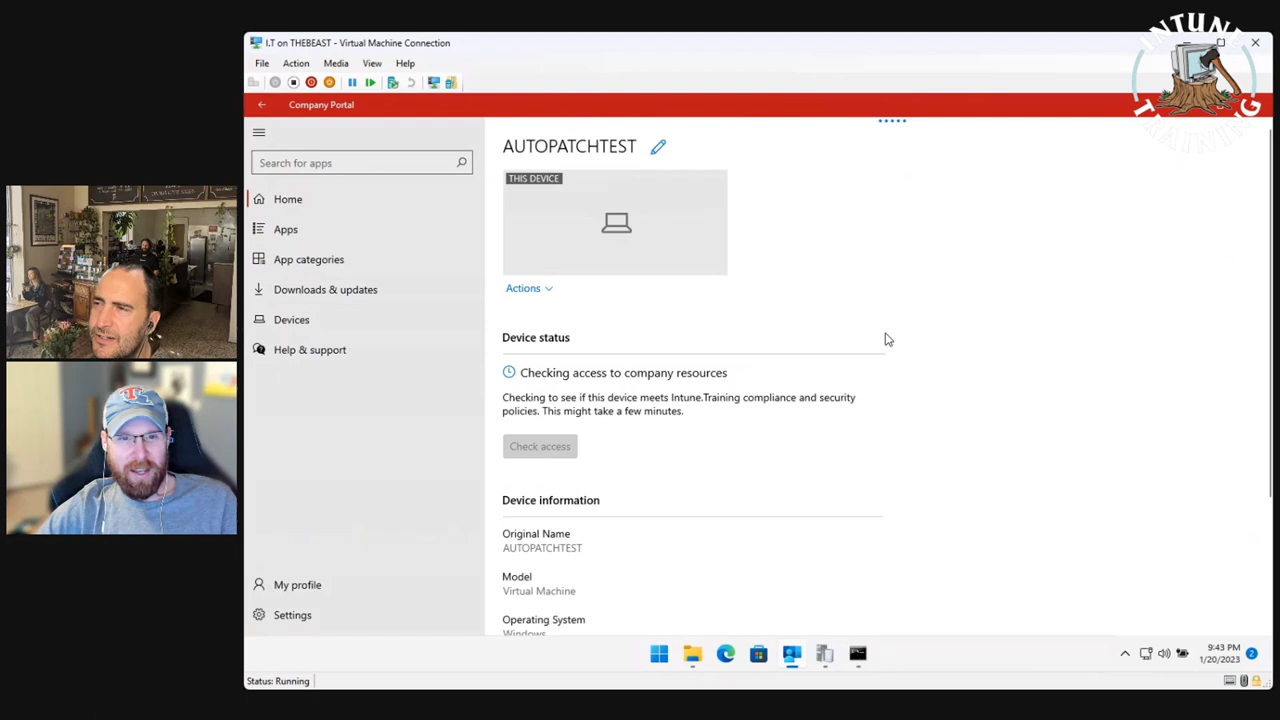 I.T on THEBEAST - Virtual Machine Connection
File Action Media View Help
Company Portal
Search for apps
Home
Apps
App categories
Downloads & updates
Devices
Help & support
My profile
Settings
AUTOPATCHTEST
THIS DEVICE
Actions
Device status
Checking access to company resources
Checking to see if this device meets Intune.Training compliance and security
policies. This might take a few minutes.
Check access
Device information
Original Name
AUTOPATCHTEST
Model
Virtual Machine
Operating System
Windows
9:43 PM
1/20/2023
2
Status: Running
INTUNE
TRAINING